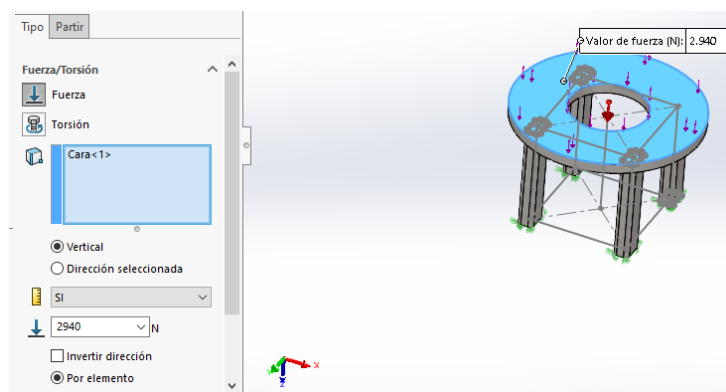 Tipo
Partir
Fuerza/Torsión
Fuerza
Torsión
Cara<1>
Vertical
Dirección seleccionada
SI
2940 N
Invertir dirección
Por elemento
Valor de fuerza (N): 2.940
X
Y
Z